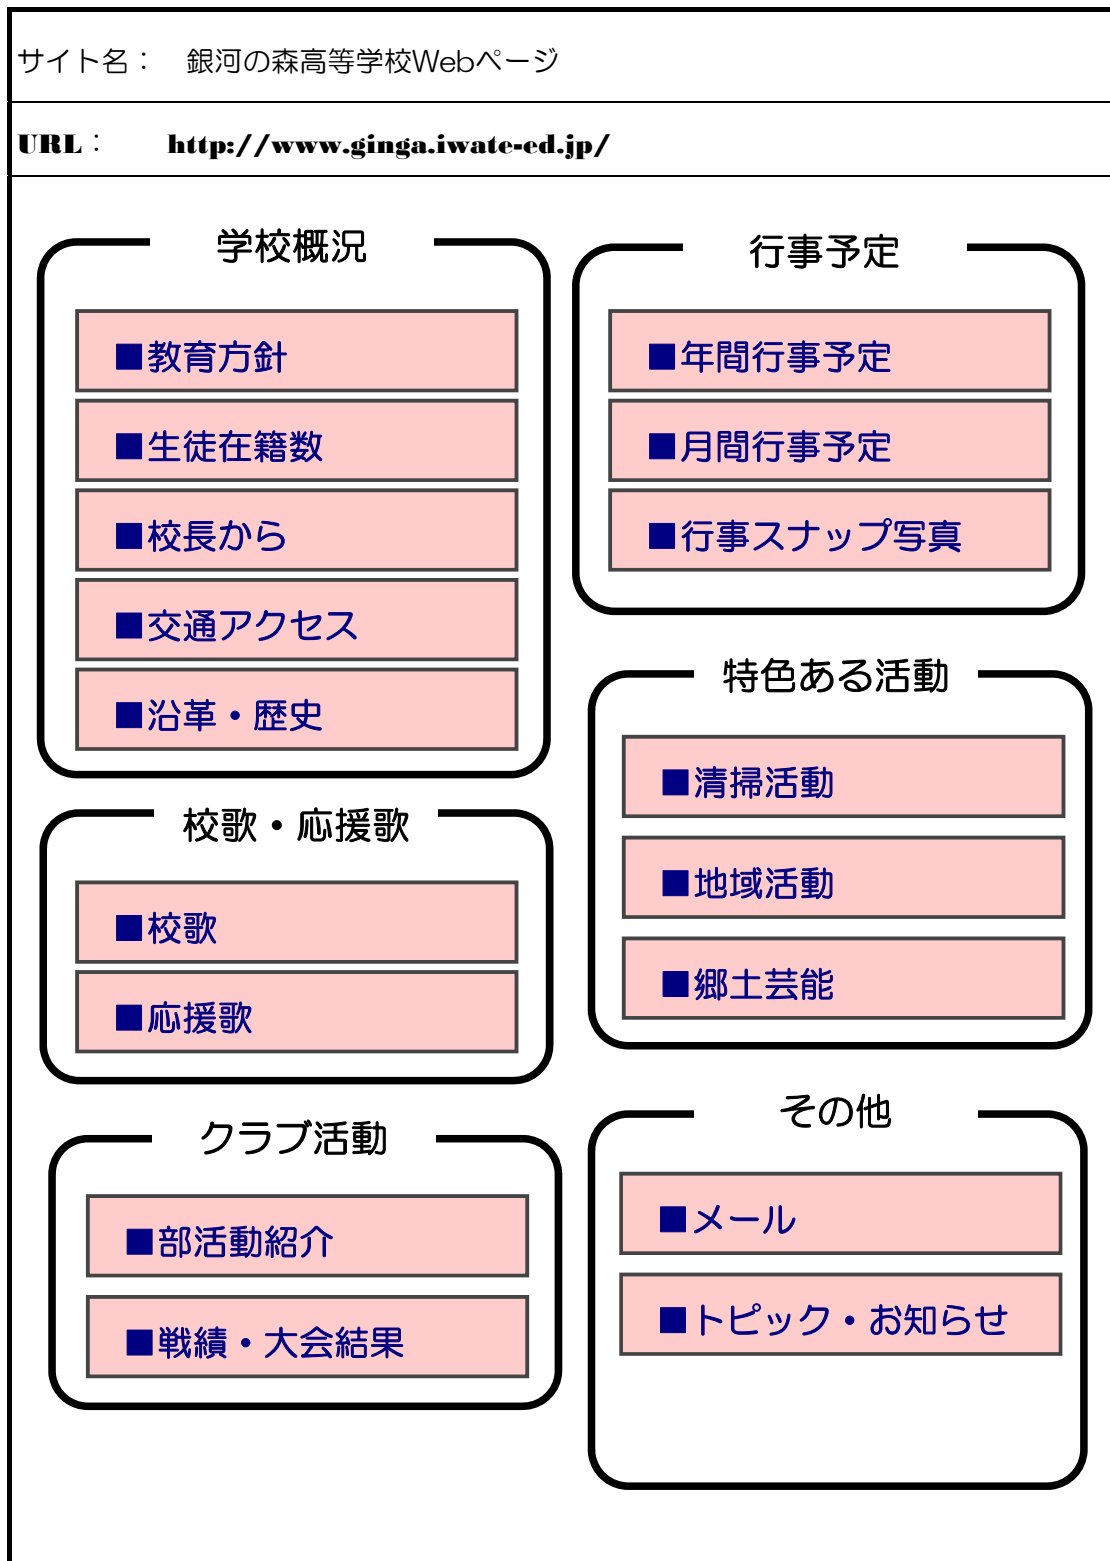 サイト名： 銀河の森高等学校Webページ
URL： http://www.ginga.iwate-ed.jp/
学校概況
■教育方針
■生徒在籍数
■校長から
■交通アクセス
■沿革・歴史
校歌・応援歌
■校歌
■応援歌
クラブ活動
■部活動紹介
■戦績・大会結果
行事予定
■年間行事予定
■月間行事予定
■行事スナップ写真
特色ある活動
■清掃活動
■地域活動
■郷土芸能
その他
■メール
■トピック・お知らせ